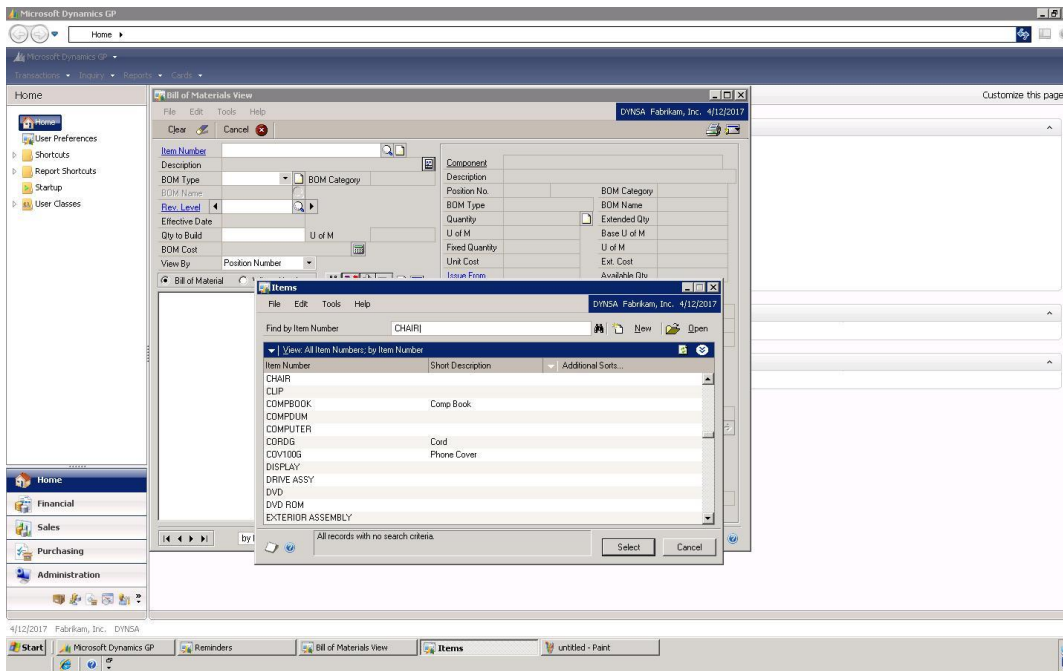 Microsoft Dynamics GP
Home
Microsoft Dynamics GP
Transactions Inquiry Reports Cards
Home
Customize this page
Home
User Preferences
Shortcuts
Report Shortcuts
Startup
User Classes
Bill of Materials View
File Edit Tools Help
DYNSA Fabrikam, Inc. 4/12/2017
Clear Cancel
Item Number
Description
BOM Type BOM Category
BOM Name
Rev. Level
Effective Date
Qty to Build U of M
BOM Cost
View By Position Number
Bill of Material
Component
Description
Position No. BOM Category
BOM Type BOM Name
Quantity Extended Qty
U of M Base U of M
Fixed Quantity U of M
Unit Cost Ext. Cost
Issue From Available Qty
Items
File Edit Tools Help
DYNSA Fabrikam, Inc. 4/12/2017
Find by Item Number CHAIR
New Open
View: All Item Numbers; by Item Number
Item Number Short Description Additional Sorts...
CHAIR
CLIP
COMPBOOK Comp Book
COMPDUM
COMPUTER
CORDG Cord
COV100G Phone Cover
DISPLAY
DRIVE ASSY
DVD
DVD ROM
EXTERIOR ASSEMBLY
All records with no search criteria.
Select Cancel
by
Home
Financial
Sales
Purchasing
Administration
4/12/2017 Fabrikam, Inc. DYNSA
Start Microsoft Dynamics GP Reminders Bill of Materials View Items untitled - Paint